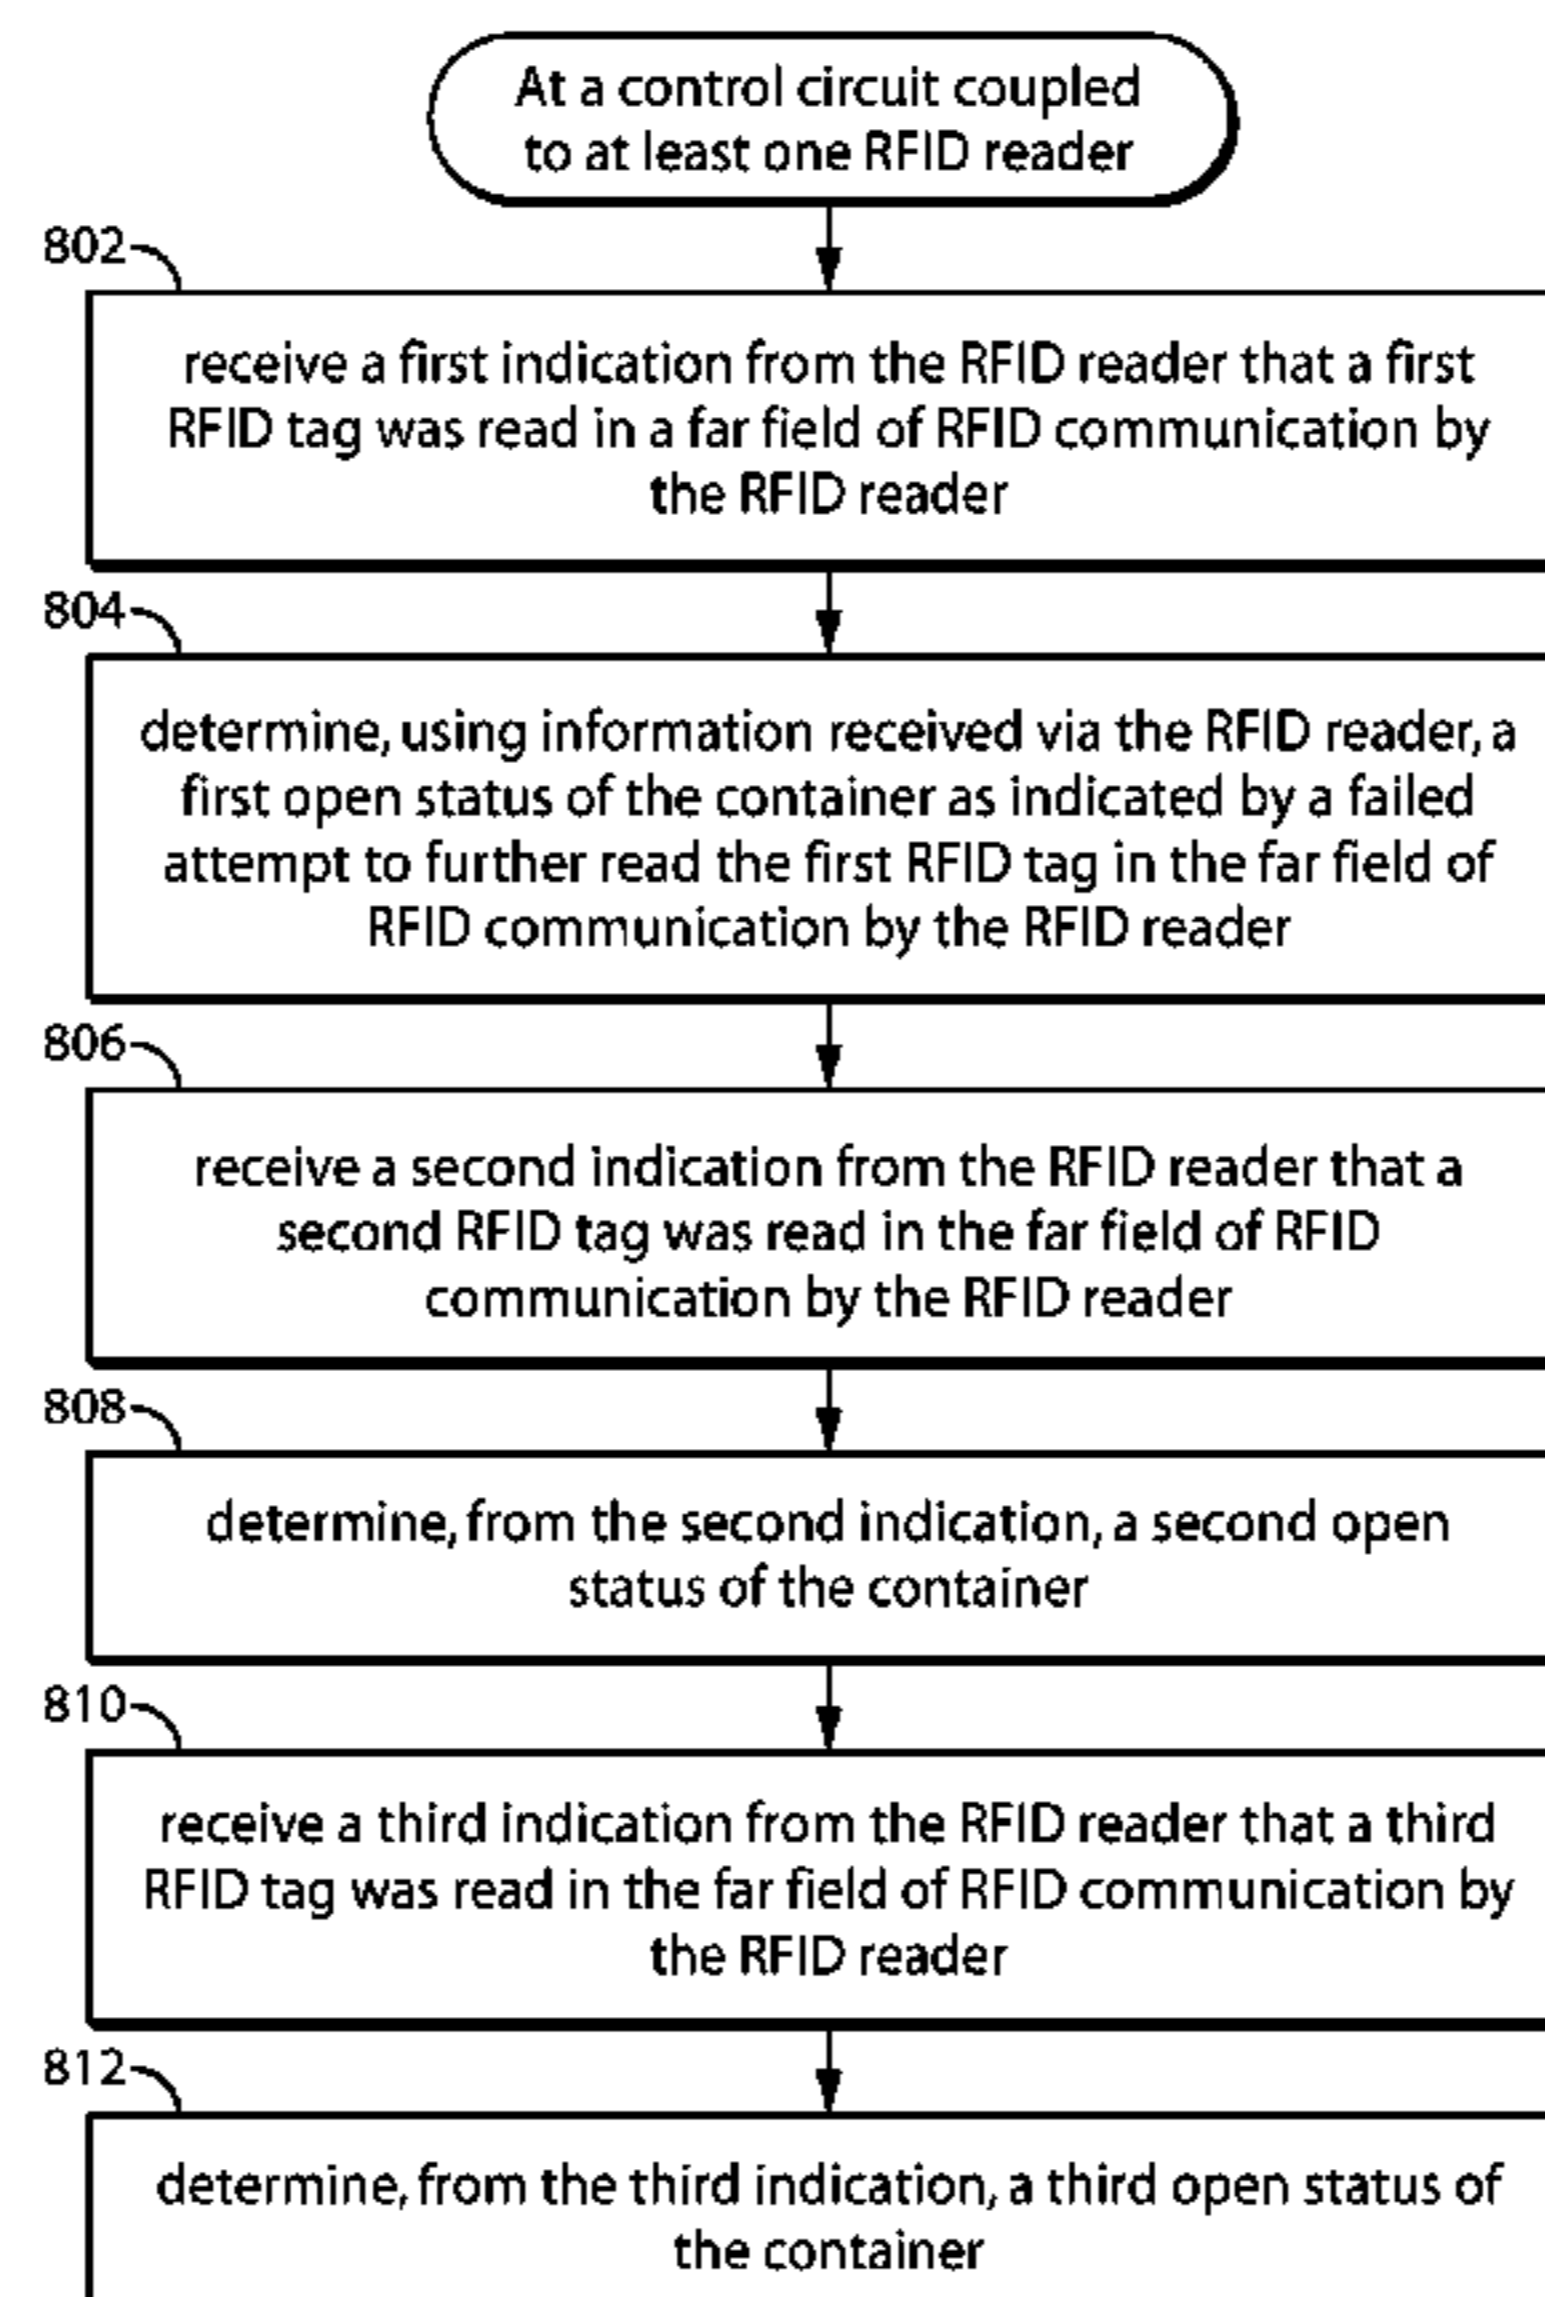 At a control circuit coupled
to at least one RFID reader
802
receive a first indication from the RFID reader that a first
RFID tag was read in a far field of RFID communication by
the RFID reader
804
determine, using information received via the RFID reader, a
first open status of the container as indicated by a failed
attempt to further read the first RFID tag in the far field of
RFID communication by the RFID reader
806
receive a second indication from the RFID reader that a
second RFID tag was read in the far field of RFID
communication by the RFID reader
808
determine, from the second indication, a second open
status of the container
810
receive a third indication from the RFID reader that a third
RFID tag was read in the far field of RFID communication by
the RFID reader
812
determine, from the third indication, a third open status of
the container